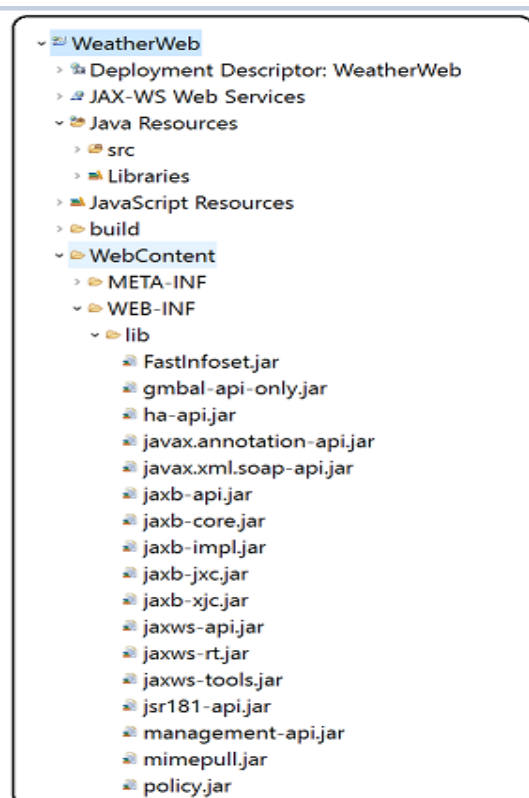 WeatherWeb
Deployment Descriptor: WeatherWeb
JAX-WS Web Services
Java Resources
src
Libraries
JavaScript Resources
build
WebContent
META-INF
WEB-INF
lib
FastInfoset.jar
gmbal-api-only.jar
ha-api.jar
javax.annotation-api.jar
javax.xml.soap-api.jar
jaxb-api.jar
jaxb-core.jar
jaxb-impl.jar
jaxb-jxc.jar
jaxb-xjc.jar
jaxws-api.jar
jaxws-rt.jar
jaxws-tools.jar
jsr181-api.jar
management-api.jar
mimepull.jar
policy.jar